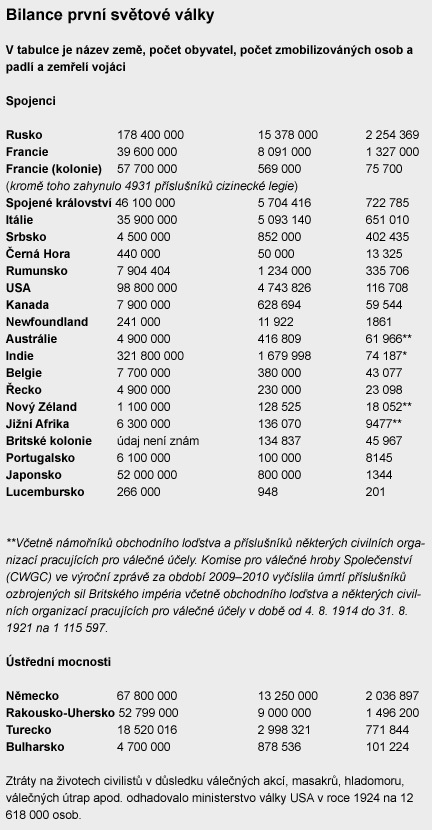 Bilance první světové války
V tabulce je název země, počet obyvatel, počet zmobilizováných osob a
padlí a zemřelí vojáci
Spojenci
Rusko 178 400 000 15 378 000 2 254 369
Francie 39 600 000 8 091 000 1 327 000
Francie (kolonie) 57 700 000 569 000 75 700
(kromě toho zahynulo 4931 příslušníků cizinecké legie)
Spojené království 46 100 000 5 704 416 722 785
Itálie 35 900 000 5 093 140 651 010
Srbsko 4 500 000 852 000 402 435
Černá Hora 440 000 50 000 13 325
Rumunsko 7 904 404 1 234 000 335 706
USA 98 800 000 4 743 826 116 708
Kanada 7 900 000 628 694 59 544
Newfoundland 241 000 11 922 1861
Austrálie 4 900 000 416 809 61 966**
Indie 321 800 000 1 679 998 74 187*
Belgie 7 700 000 380 000 43 077
Řecko 4 900 000 230 000 23 098
Nový Zéland 1 100 000 128 525 18 052**
Jižní Afrika 6 300 000 136 070 9477**
Britské kolonie údaj není znám 134 837 45 967
Portugalsko 6 100 000 100 000 8145
Japonsko 52 000 000 800 000 1344
Lucembursko 266 000 948 201
**Včetně námořníků obchodního loďstva a příslušníků některých civilních orga-
nizací pracujících pro válečné účely. Komise pro válečné hroby Společenství
(CWGC) ve výroční zprávě za období 2009–2010 vyčíslila úmrtí příslušníků
ozbrojených sil Britského impéria včetně obchodního loďstva a některých civil-
ních organizací pracujících pro válečné účely v době od 4. 8. 1914 do 31. 8.
1921 na 1 115 597.
Ústřední mocnosti
Německo 67 800 000 13 250 000 2 036 897
Rakousko-Uhersko 52 799 000 9 000 000 1 496 200
Turecko 18 520 016 2 998 321 771 844
Bulharsko 4 700 000 878 536 101 224
Ztráty na životech civilistů v důsledku válečných akcí, masakrů, hladomoru,
válečných útrap apod. odhadovalo ministerstvo války USA v roce 1924 na 12
618 000 osob.